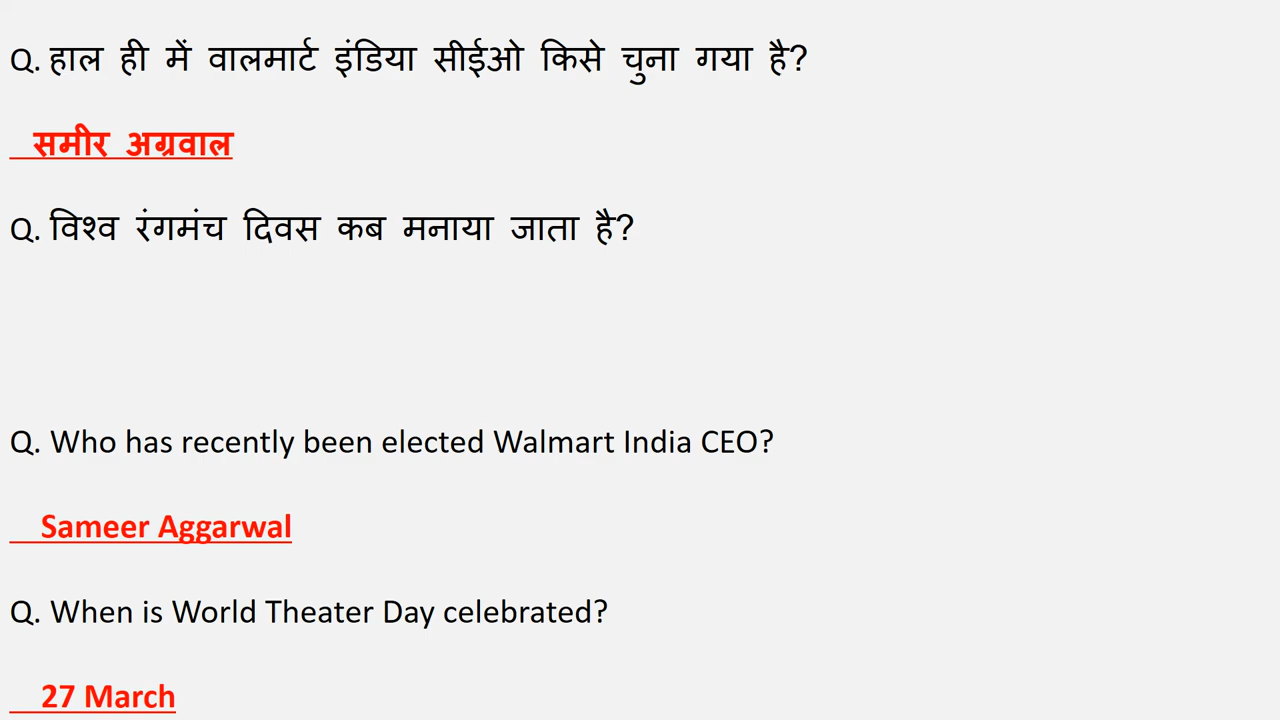 Q. हाल ही में वालमार्ट इंडिया सीईओ किसे चुना गया है?
समीर अग्रवाल
Q. विश्व रंगमंच दिवस कब मनाया जाता है?
Q. Who has recently been elected Walmart India CEO?
Sameer Aggarwal
Q. When is World Theater Day celebrated?
27 March